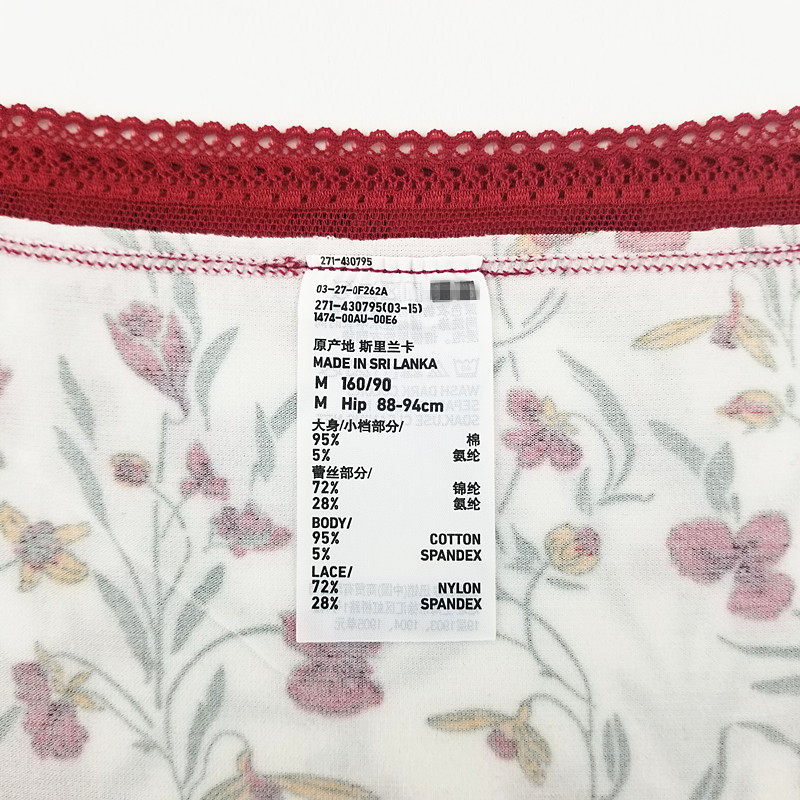 271-430795
03-27-0F262A
271-430795(03-15)
1474-00AU-00E6
原产地 斯里兰卡
MADE IN SRI LANKA
M 160/90
M Hip 88-94cm
大身/小档部分/
95% 棉
5% 氨纶
蕾丝部分/
72% 锦纶
28% 氨纶
BODY/
95% COTTON
5% SPANDEX
LACE/
72% NYLON
28% SPANDEX